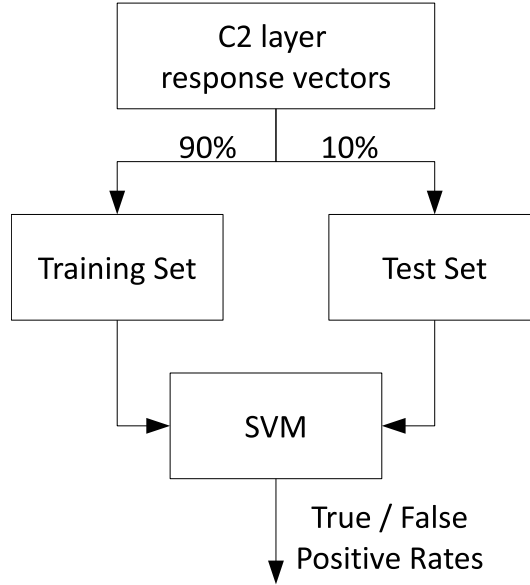 C2 layer
response vectors
90%
10%
Training Set
Test Set
SVM
True / False
Positive Rates